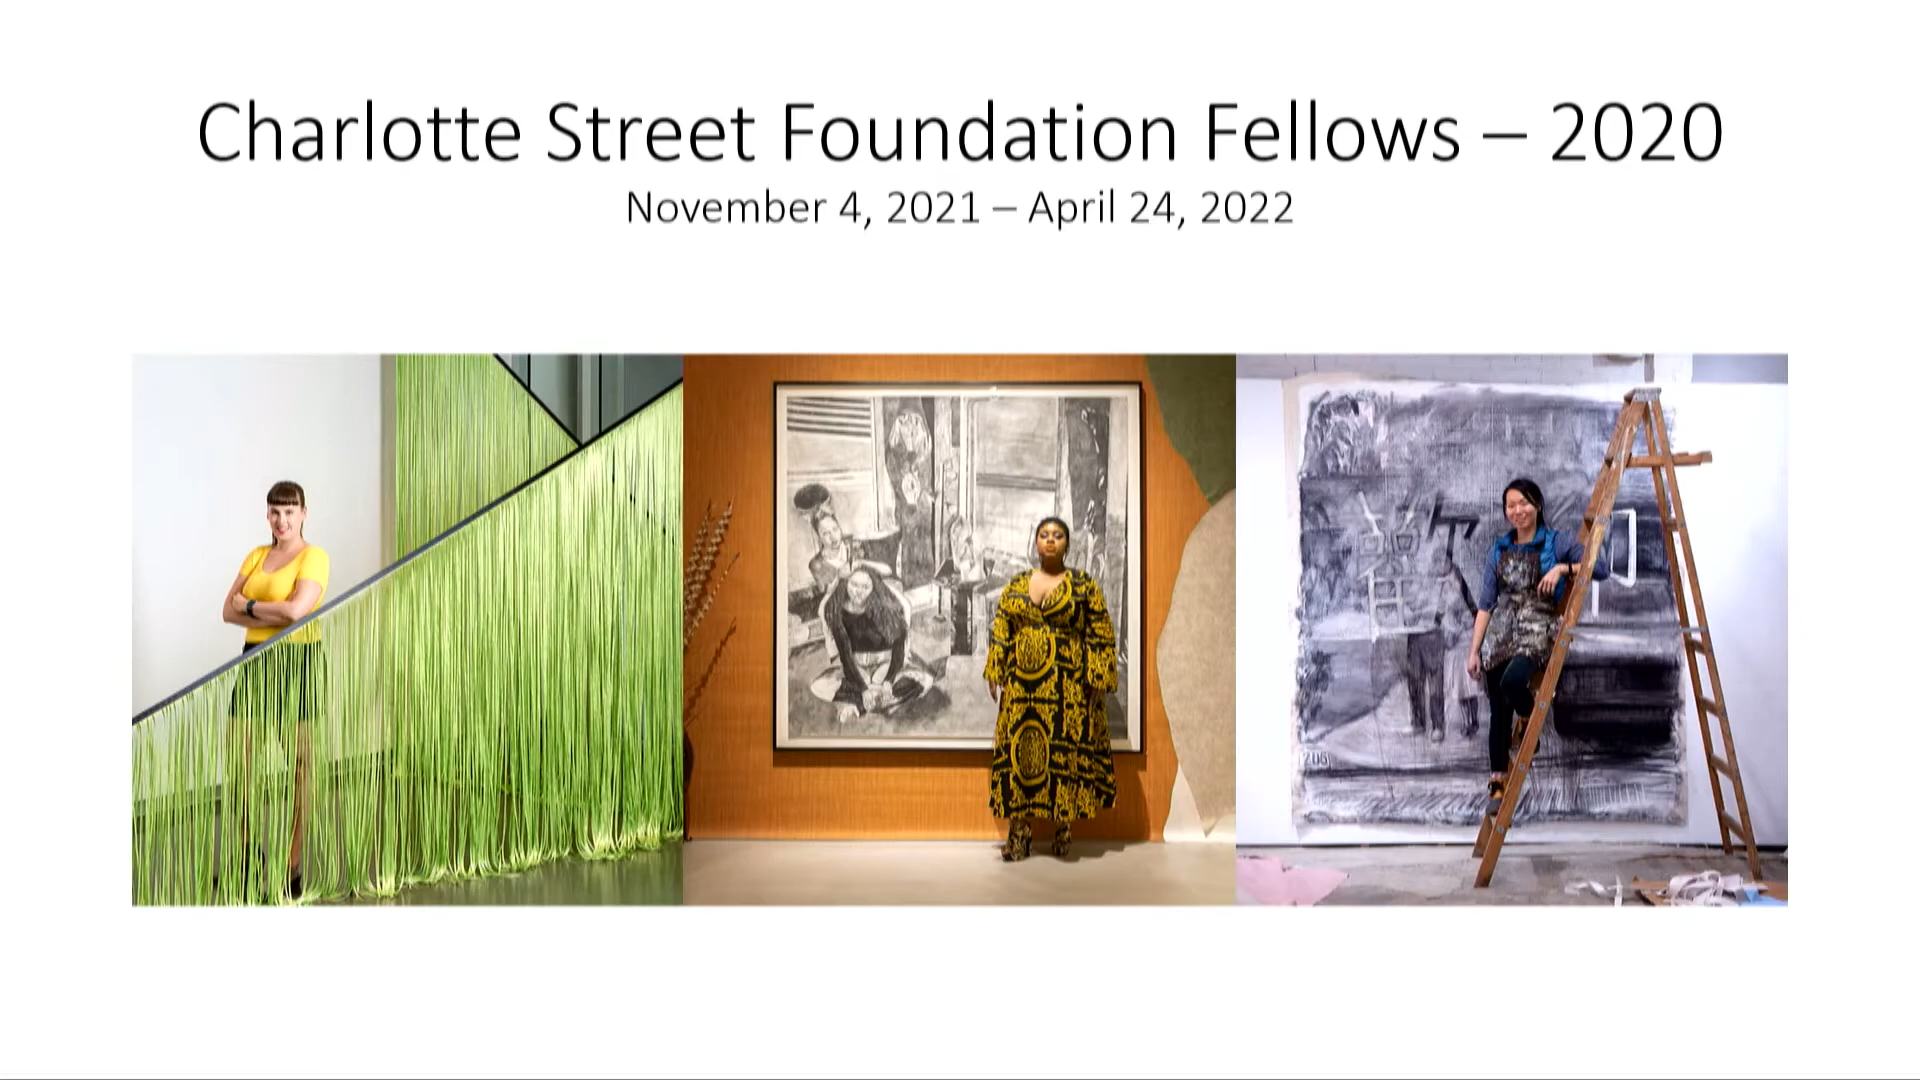 Charlotte Street Foundation Fellows – 2020
November 4, 2021 – April 24, 2022